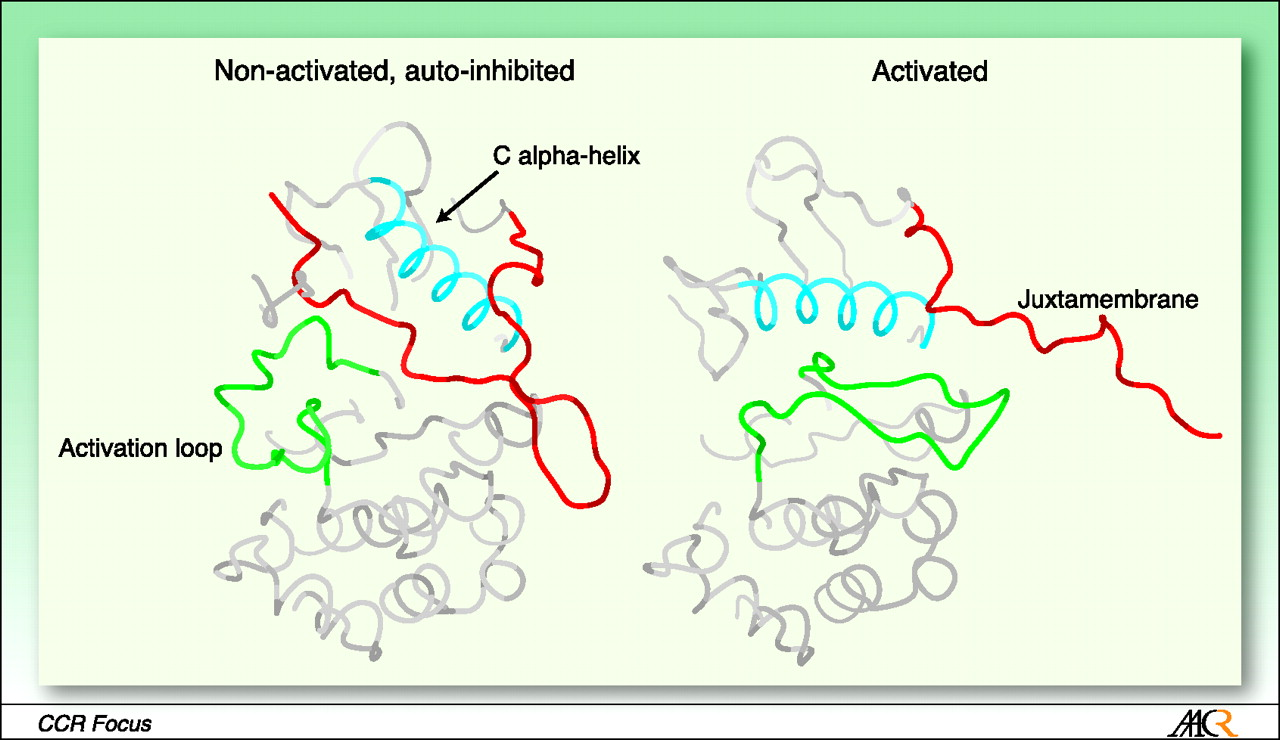 Non-activated, auto-inhibited
Activated
C alpha-helix
Juxtamembrane
Activation loop
CCR Focus
AACR